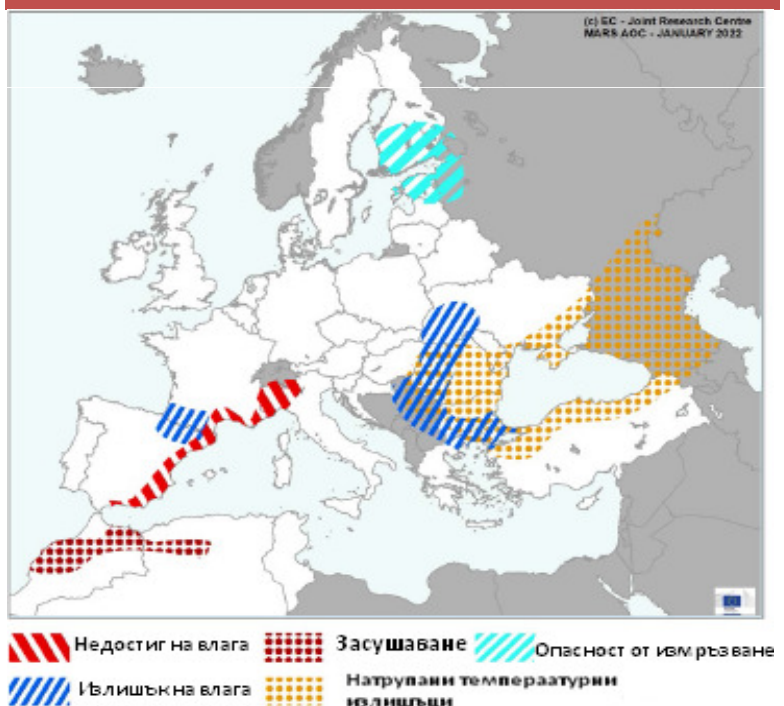 (c) EC - Joint Research Centre
MARS AOC - JANUARY 2022
Недостиг на влага
Засушаване
Опасност от измръзване
Излишък на влага
Натрупани темпераатурни
излишъци